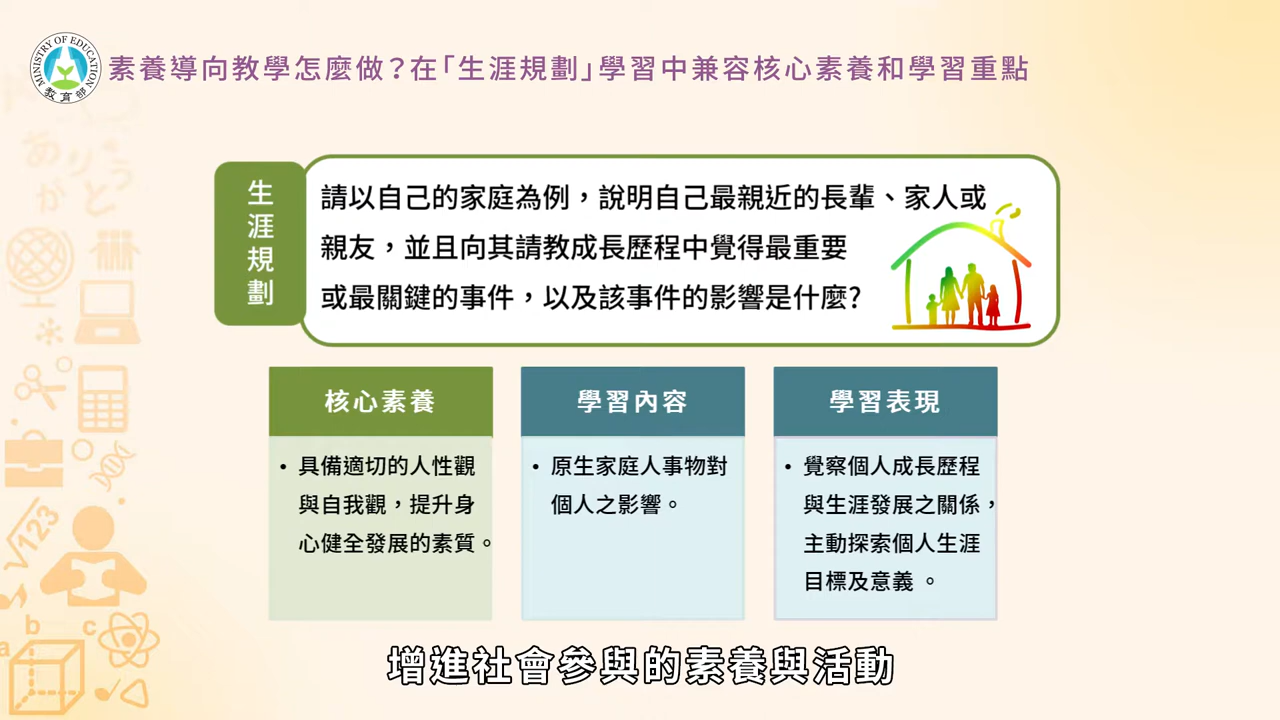 MINISTRY OF EDUCATION
教育部
素養導向教學怎麼做？在「生涯規劃」學習中兼容核心素養和學習重點
生涯規劃
請以自己的家庭為例，說明自己最親近的長輩、家人或
親友，並且向其請教成長歷程中覺得最重要
或最關鍵的事件，以及該事件的影響是什麼?
核心素養
• 具備適切的人性觀
與自我觀，提升身
心健全發展的素質。
學習內容
• 原生家庭人事物對
個人之影響。
學習表現
• 覺察個人成長歷程
與生涯發展之關係，
主動探索個人生涯
目標及意義 。
增進社會參與的素養與活動
あ
り
う
が
と
√123
a
b
c